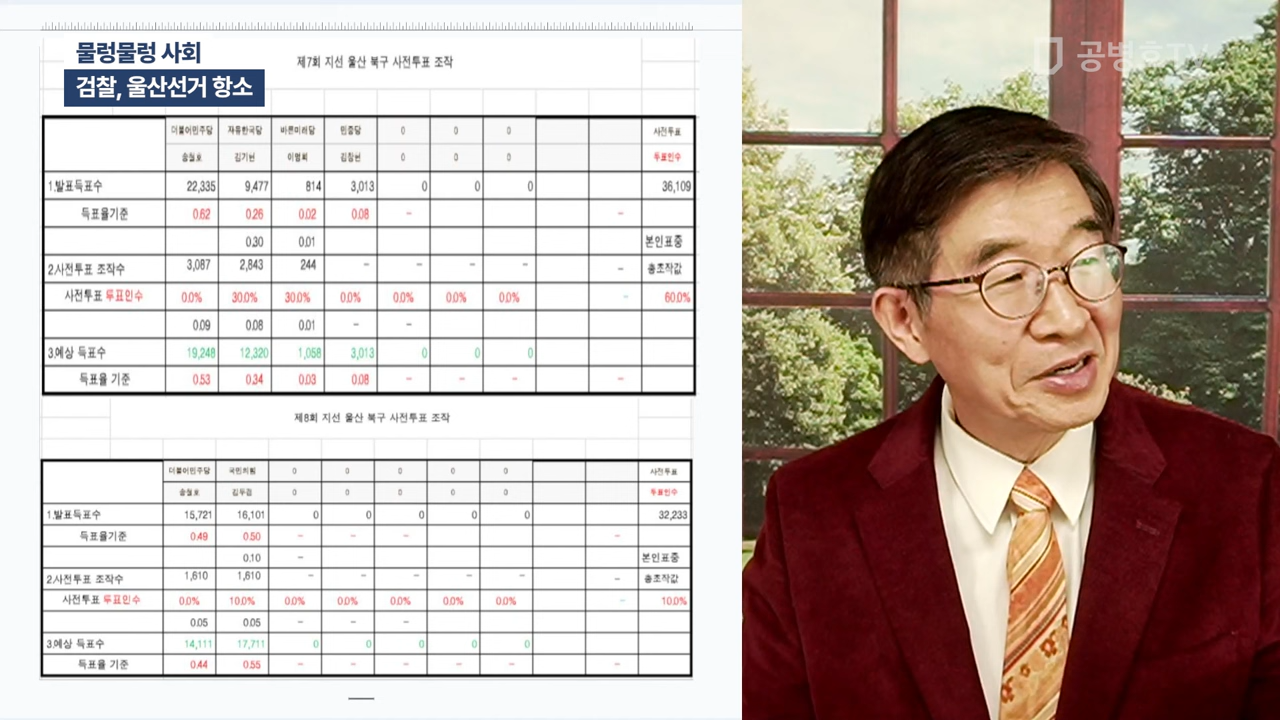 물렁물렁 사회
검찰, 울산선거 항소
공병호TV
제7회 지선 울산 북구 사전투표 조작
더불어민주당 자유한국당 바른미래당 민중당 0 0 0 사전투표
송철호 김기현 이영희 김창현 0 0 0 투표인수
1.발표득표수 22,335 9,477 814 3,013 0 0 0 36,109
득표율기준 0.62 0.26 0.02 0.08 - -
0.30 0.01 본인표중
2.사전투표 조작수 3,087 2,843 244 - - - - - 총조작값
사전투표 투표인수 0.0% 30.0% 30.0% 0.0% 0.0% 0.0% 0.0% - 60.0%
0.09 0.08 0.01 - -
3.예상 득표수 19,248 12,320 1,058 3,013 0 0 0
득표율 기준 0.53 0.34 0.03 0.08 - - - -
제8회 지선 울산 북구 사전투표 조작
더불어민주당 국민의힘 0 0 0 0 0 사전투표
송철호 김두겸 0 0 0 0 0 투표인수
1.발표득표수 15,721 16,101 0 0 0 0 0 32,233
득표율기준 0.49 0.50 - - - -
0.10 - 본인표중
2.사전투표 조작수 1,610 1,610 - - - - - - 총조작값
사전투표 투표인수 0.0% 10.0% 0.0% 0.0% 0.0% 0.0% 0.0% - 10.0%
0.05 0.05 - - -
3.예상 득표수 14,111 17,711 0 0 0 0 0
득표율 기준 0.44 0.55 - - - - - -